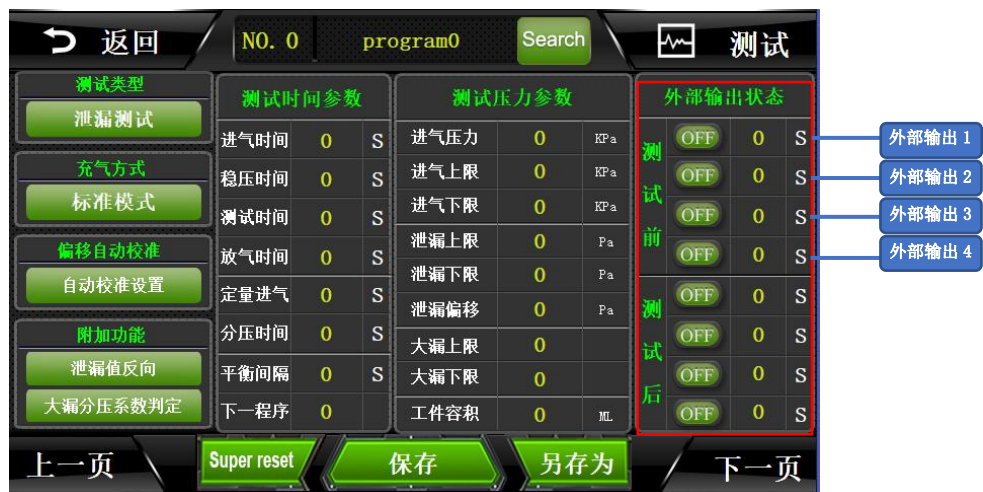 返回
NO. 0
program0
Search
测试
测试类型
泄漏测试
充气方式
标准模式
偏移自动校准
自动校准设置
附加功能
泄漏值反向
大漏分压系数判定
测试时间参数
进气时间 0 S
稳压时间 0 S
测试时间 0 S
放气时间 0 S
定量进气 0 S
分压时间 0 S
平衡间隔 0 S
下一程序 0
测试压力参数
进气压力 0 KPa
进气上限 0 KPa
进气下限 0 KPa
泄漏上限 0 Pa
泄漏下限 0 Pa
泄漏偏移 0 Pa
大漏上限 0
大漏下限 0
工件容积 0 ML
外部输出状态
测试前
OFF 0 S
OFF 0 S
OFF 0 S
OFF 0 S
测试后
OFF 0 S
OFF 0 S
OFF 0 S
OFF 0 S
外部输出 1
外部输出 2
外部输出 3
外部输出 4
上一页
Super reset
保存
另存为
下一页